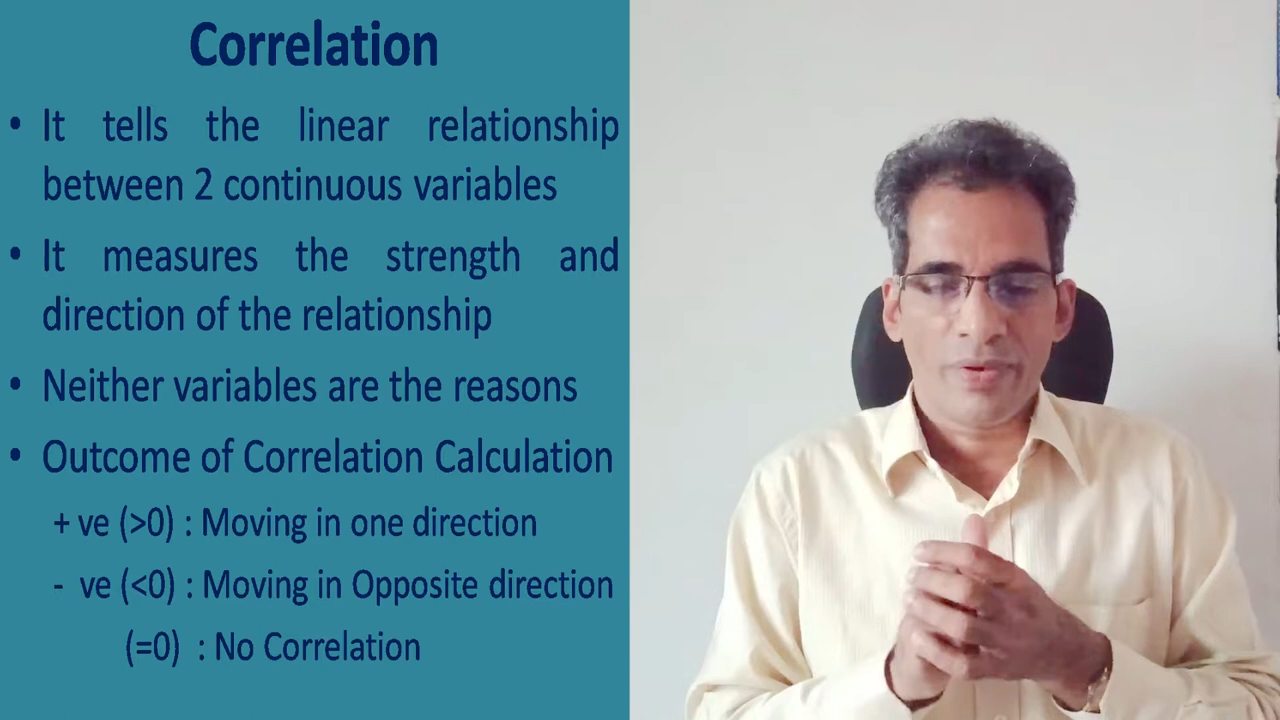 Correlation
• It tells the linear relationship
between 2 continuous variables
• It measures the strength and
direction of the relationship
• Neither variables are the reasons
• Outcome of Correlation Calculation
+ ve (>0) : Moving in one direction
- ve (<0) : Moving in Opposite direction
(=0) : No Correlation